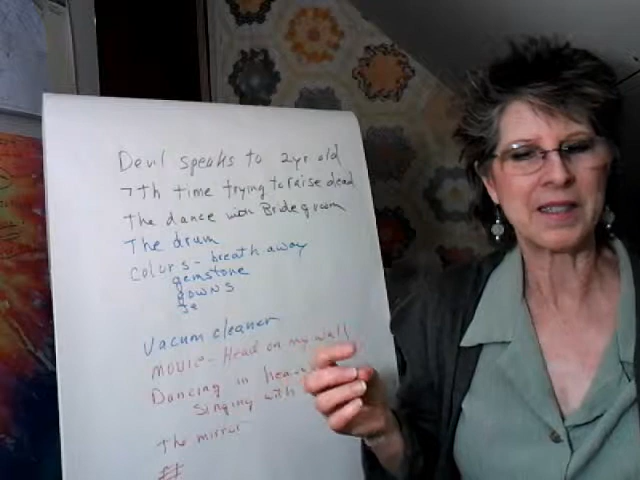 Devil speaks to 2yr old
7th time trying to raise dead
The dance with Bridegroom
The drum
Colors - breath away
gemstone
gowns
Je
Vacum cleaner
MOVIE - Head on my wall
Dancing in
Singing with
The mirror